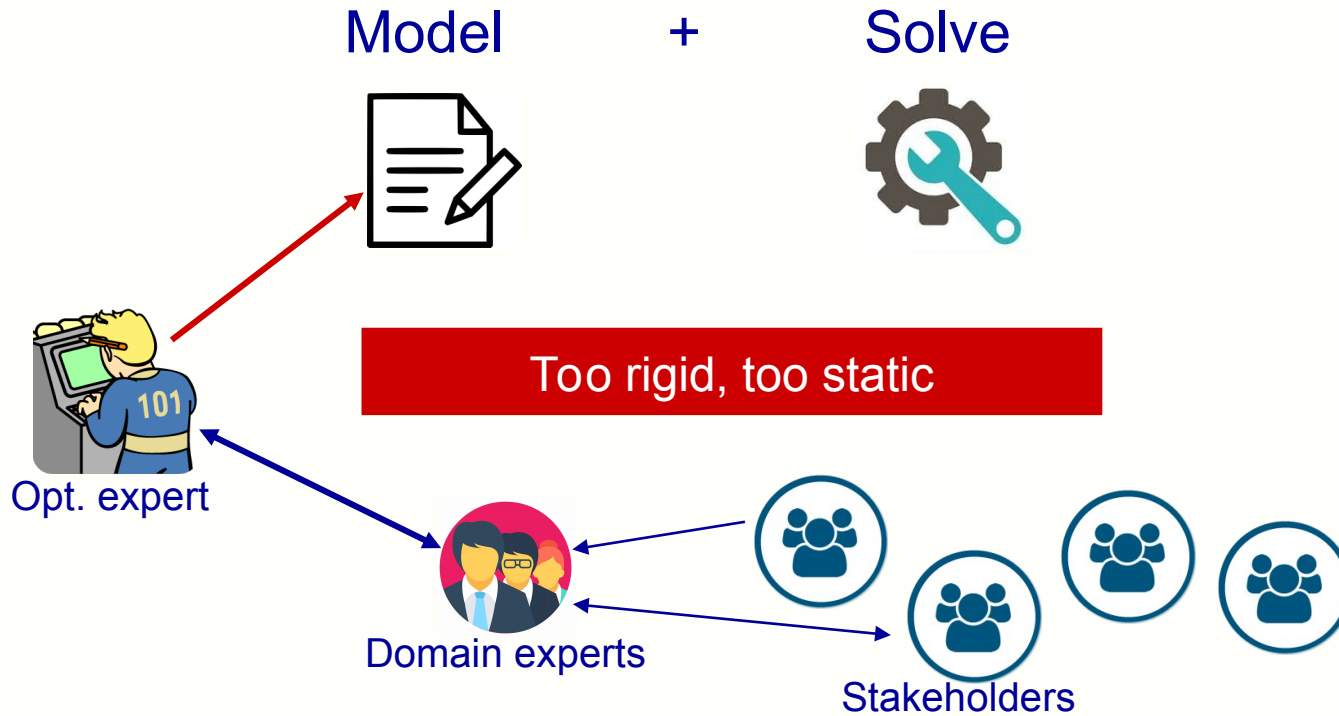 Model + Solve
Too rigid, too static
101
Opt. expert
Domain experts
Stakeholders